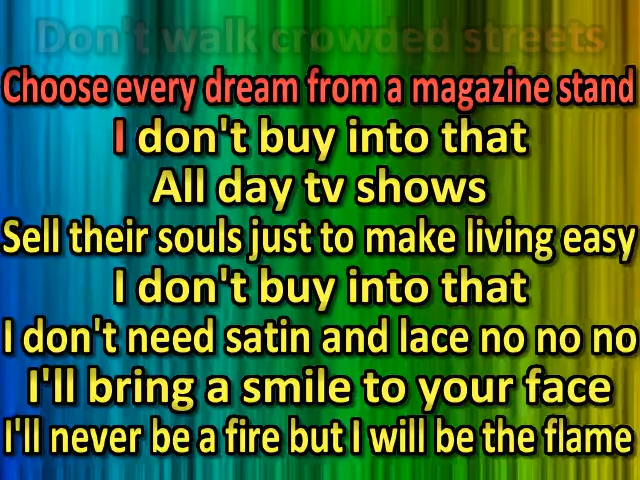 Don't walk crowded streets
Choose every dream from a magazine stand
I don't buy into that
All day tv shows
Sell their souls just to make living easy
I don't buy into that
I don't need satin and lace no no no
I'll bring a smile to your face
I'll never be a fire but I will be the flame